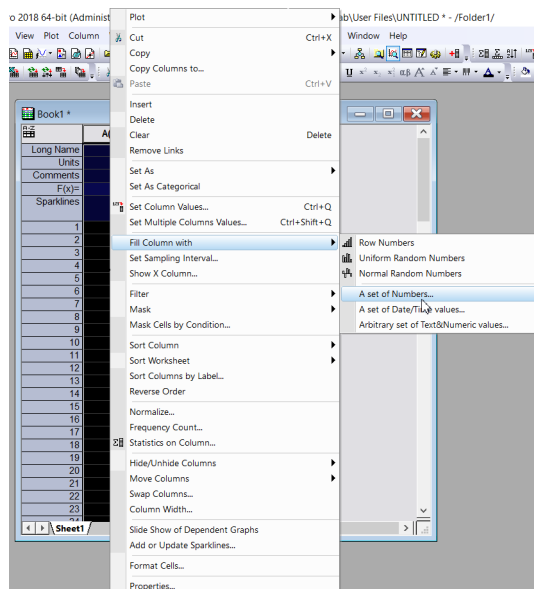 o 2018 64-bit (Administ
ab\User Files\UNTITLED * - /Folder1/
View Plot Column
Window Help
Book1 *
A(
Long Name
Units
Comments
F(x)=
Sparklines
1
2
3
4
5
6
7
8
9
10
11
12
13
14
15
16
17
18
19
20
21
22
23
24
Sheet1
Plot
Cut Ctrl+X
Copy
Copy Columns to...
Paste Ctrl+V
Insert
Delete
Clear Delete
Remove Links
Set As
Set As Categorical
Set Column Values... Ctrl+Q
Set Multiple Columns Values... Ctrl+Shift+Q
Fill Column with
Set Sampling Interval...
Show X Column...
Filter
Mask
Mask Cells by Condition...
Sort Column
Sort Worksheet
Sort Columns by Label...
Reverse Order
Normalize...
Frequency Count...
Statistics on Column...
Hide/Unhide Columns
Move Columns
Swap Columns...
Column Width...
Slide Show of Dependent Graphs
Add or Update Sparklines...
Format Cells...
Properties...
Row Numbers
Uniform Random Numbers
Normal Random Numbers
A set of Numbers...
A set of Date/Time values...
Arbitrary set of Text&Numeric values...